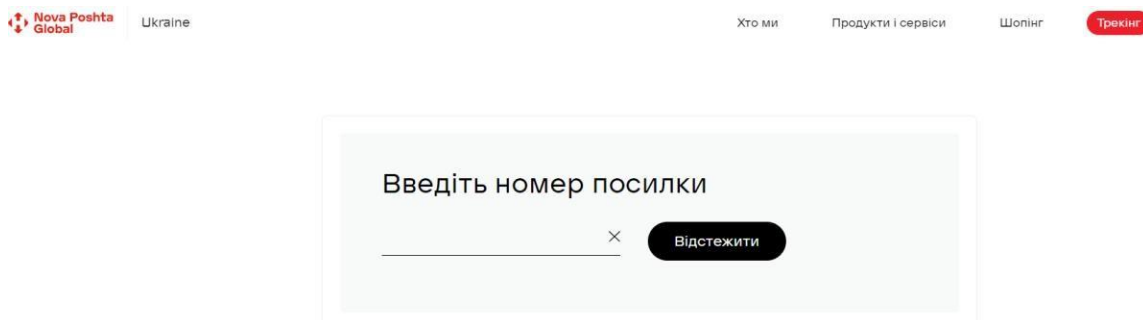 Nova Poshta
Global
Ukraine
Хто ми
Продукти і сервіси
Шопінг
Трекінг
Введіть номер посилки
Відстежити